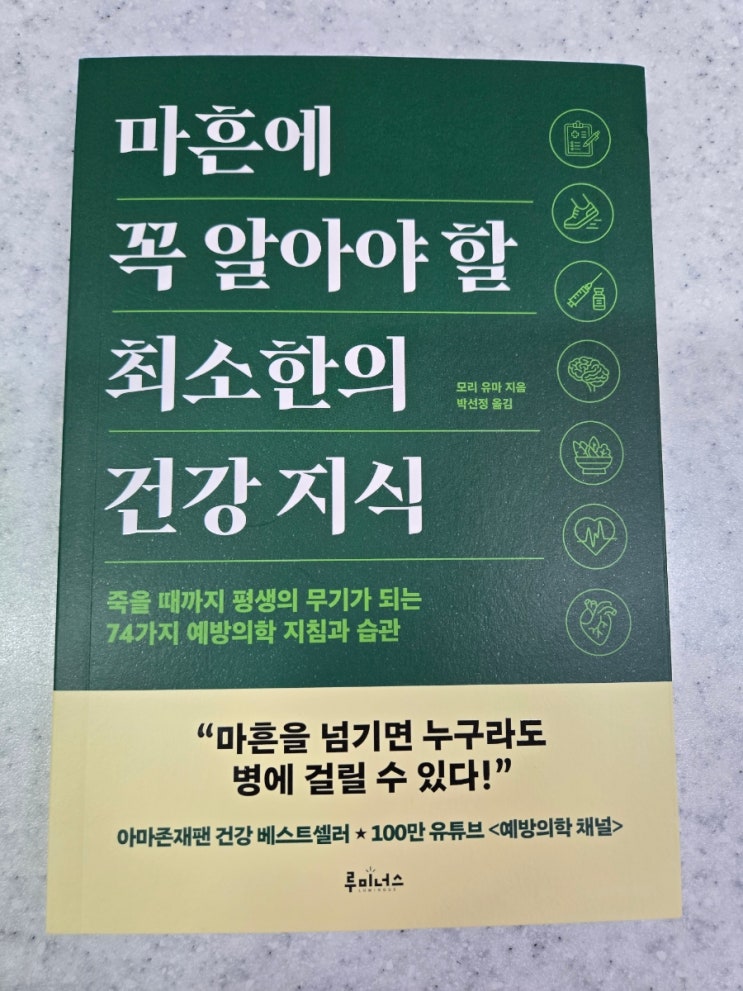 마흔에
꼭 알아야 할
최소한의
모리 유마 지음
박선정 옮김
건강 지식
죽을 때까지 평생의 무기가 되는
74가지 예방의학 지침과 습관
“마흔을 넘기면 누구라도
병에 걸릴 수 있다!”
아마존재팬 건강 베스트셀러 ★ 100만 유튜브 <예방의학 채널>
루미너스
LUMINOUS